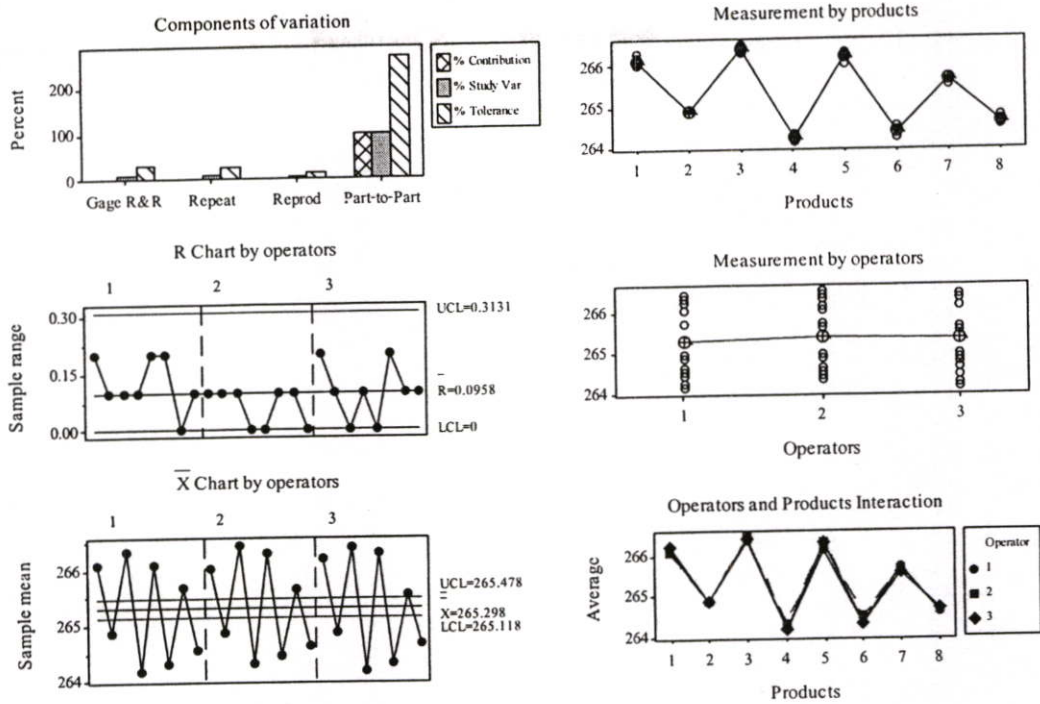 Components of variation
% Contribution
% Study Var
% Tolerance
Percent
200
100
0
Gage R&R Repeat Reprod Part-to-Part
R Chart by operators
1 2 3
Sample range
0.30
0.15
0.00
UCL=0.3131
R=0.0958
LCL=0
X Chart by operators
1 2 3
Sample mean
266
265
264
UCL=265.478
X=265.298
LCL=265.118
Measurement by products
266
265
264
1 2 3 4 5 6 7 8
Products
Measurement by operators
266
265
264
1 2 3
Operators
Operators and Products Interaction
Average
266
265
264
1 2 3 4 5 6 7 8
Products
Operator
1
2
3